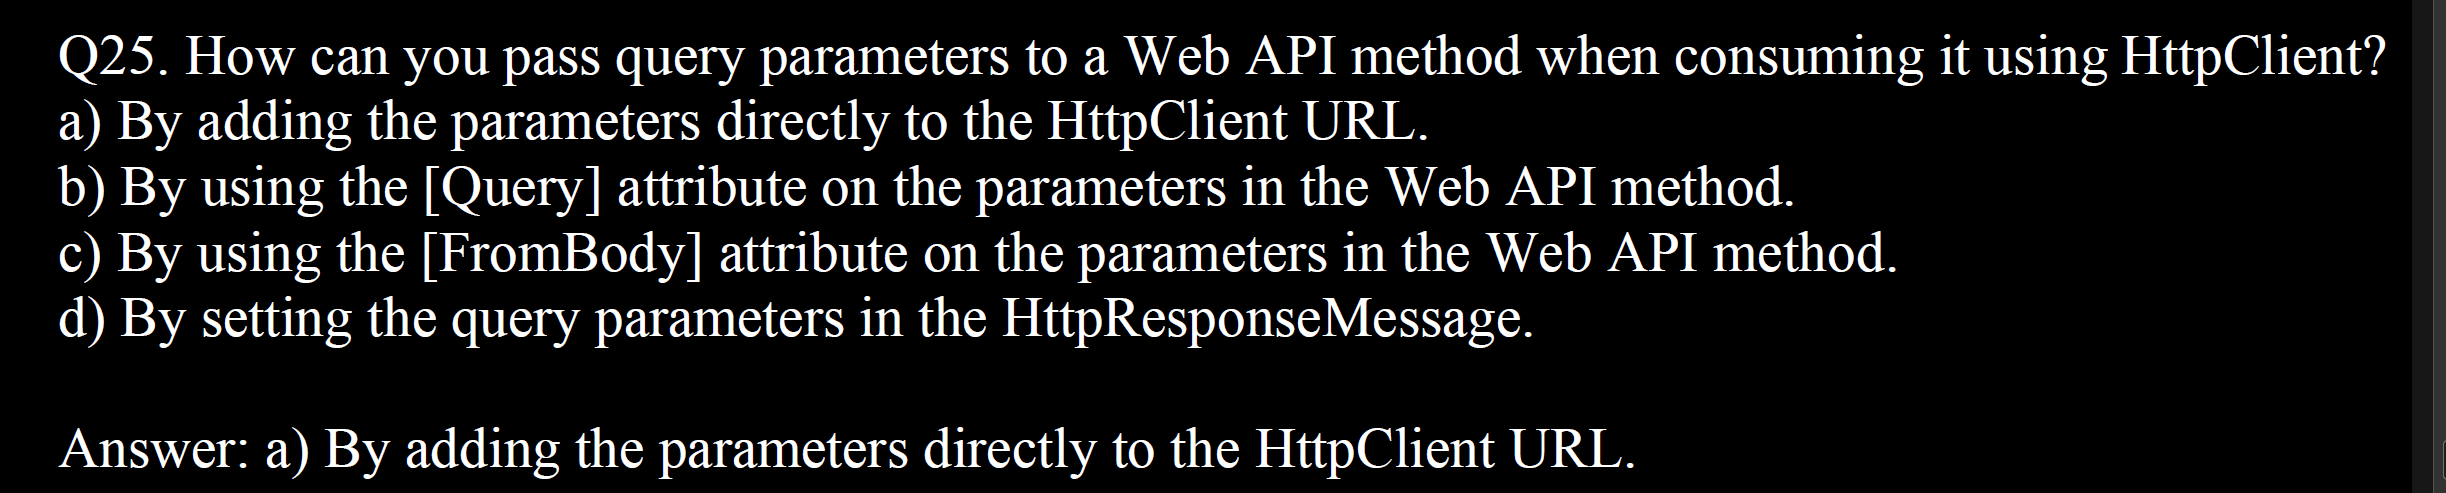 Q25. How can you pass query parameters to a Web API method when consuming it using HttpClient?
a) By adding the parameters directly to the HttpClient URL.
b) By using the [Query] attribute on the parameters in the Web API method.
c) By using the [FromBody] attribute on the parameters in the Web API method.
d) By setting the query parameters in the HttpResponseMessage.
Answer: a) By adding the parameters directly to the HttpClient URL.